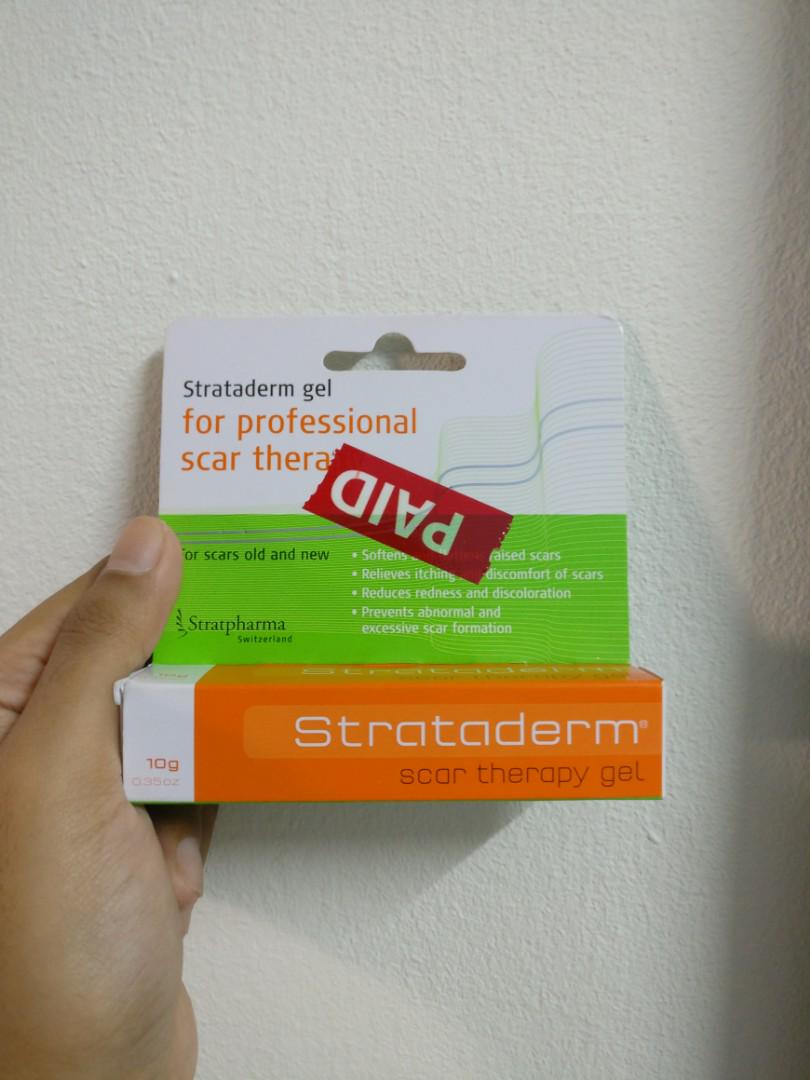 Strataderm gel
for professional
scar thera
PAID
for scars old and new
• Softens raised scars
• Relieves itching discomfort of scars
• Reduces redness and discoloration
• Prevents abnormal and
excessive scar formation
Stratpharma
Switzerland
10g
Strataderm
Strataderm®
scar therapy gel
10g
0.35oz